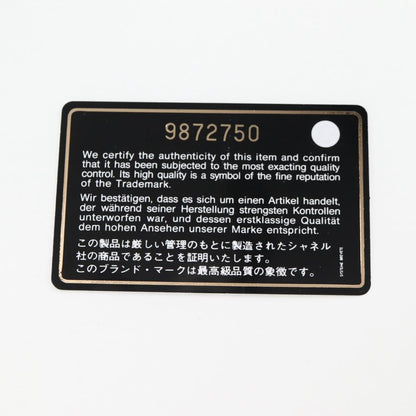 9872750
We certify the authenticity of this item and confirm
that it has been subjected to the most exacting quality
control. Its high quality is a symbol of the fine reputation
of the Trademark.
Wir bestätigen, dass es sich um einen Artikel handelt,
der während seiner Herstellung strengsten Kontrollen
unterworfen war, und dessen erstklassige Qualität
dem hohen Ansehen unserer Marke entspricht.
この製品は厳しい管理のもとに製造されたシャネル
社の商品であることを証明いたします。
このブランド・マークは最高級品質の象徴です。